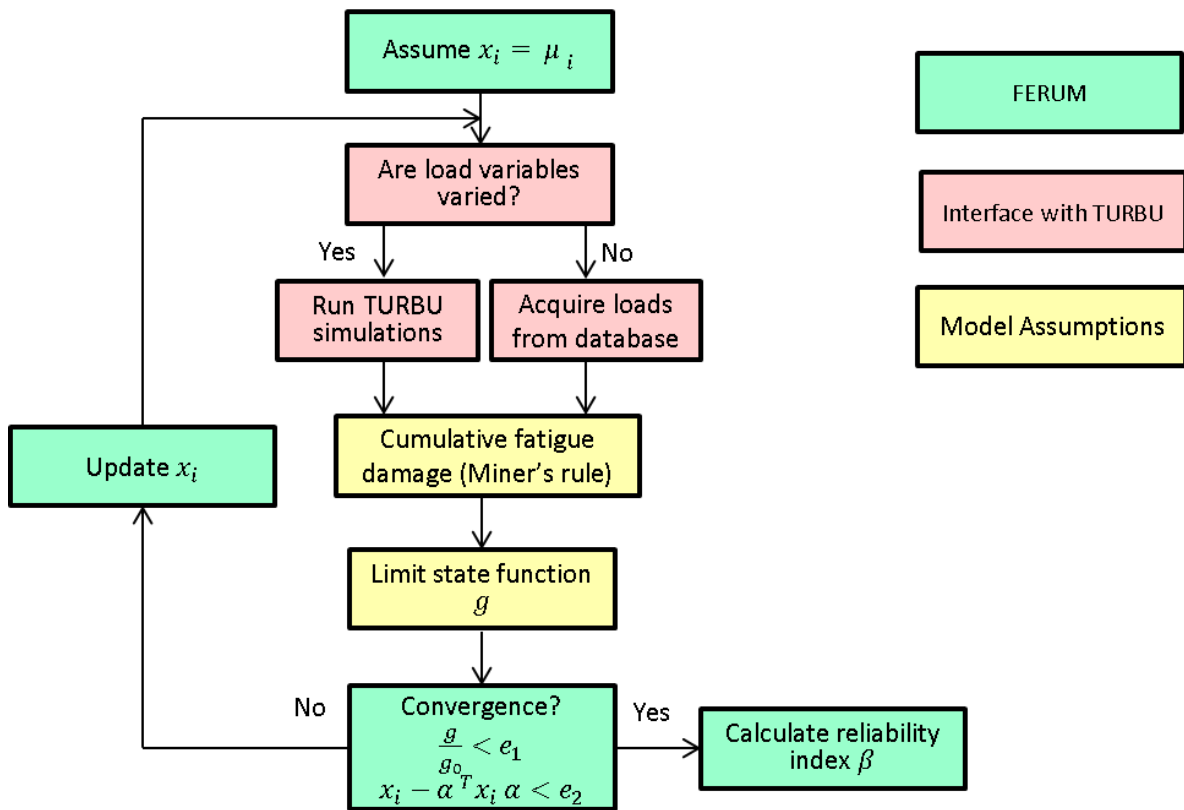 Assume xᵢ = μ ᵢ
FERUM
Are load variables
varied?
Interface with TURBU
Yes
No
Run TURBU
simulations
Acquire loads
from database
Model Assumptions
Cumulative fatigue
damage (Miner's rule)
Update xᵢ
Limit state function
g
No
Convergence?
g/g₀ < e₁
xᵢ − αᵀ xᵢ α < e₂
Yes
Calculate reliability
index β